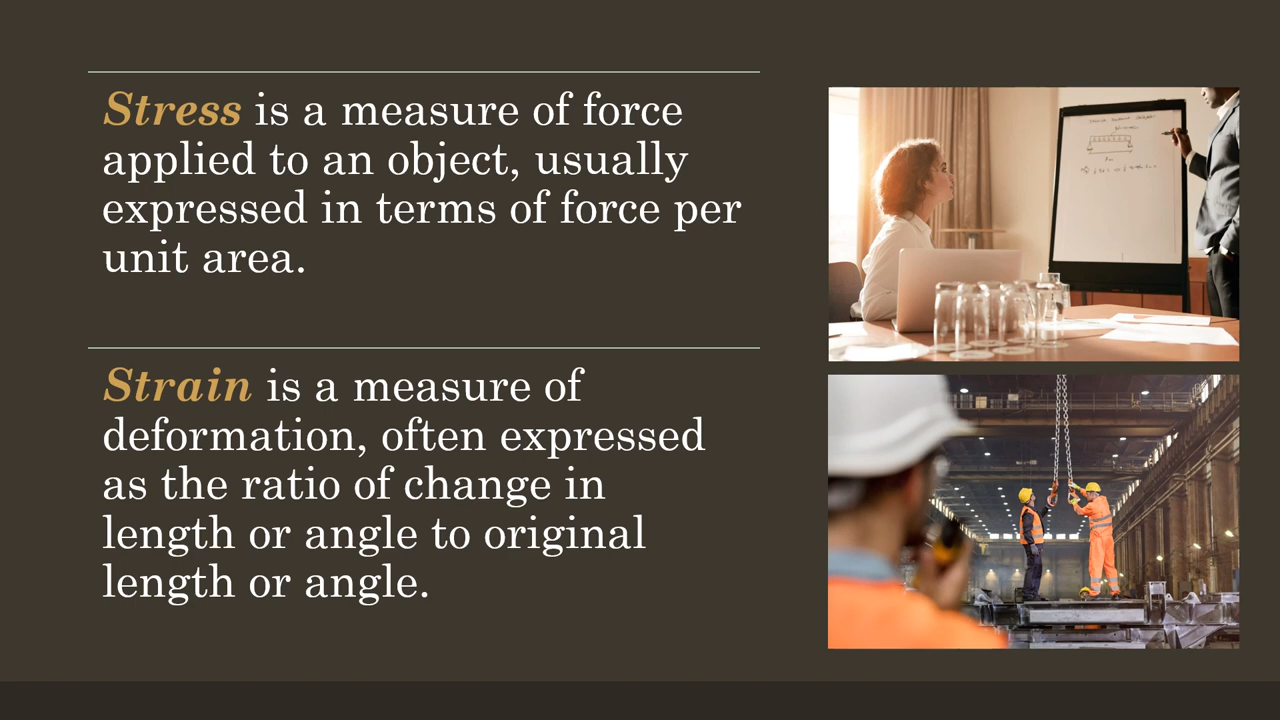 Stress is a measure of force
applied to an object, usually
expressed in terms of force per
unit area.
Strain is a measure of
deformation, often expressed
as the ratio of change in
length or angle to original
length or angle.